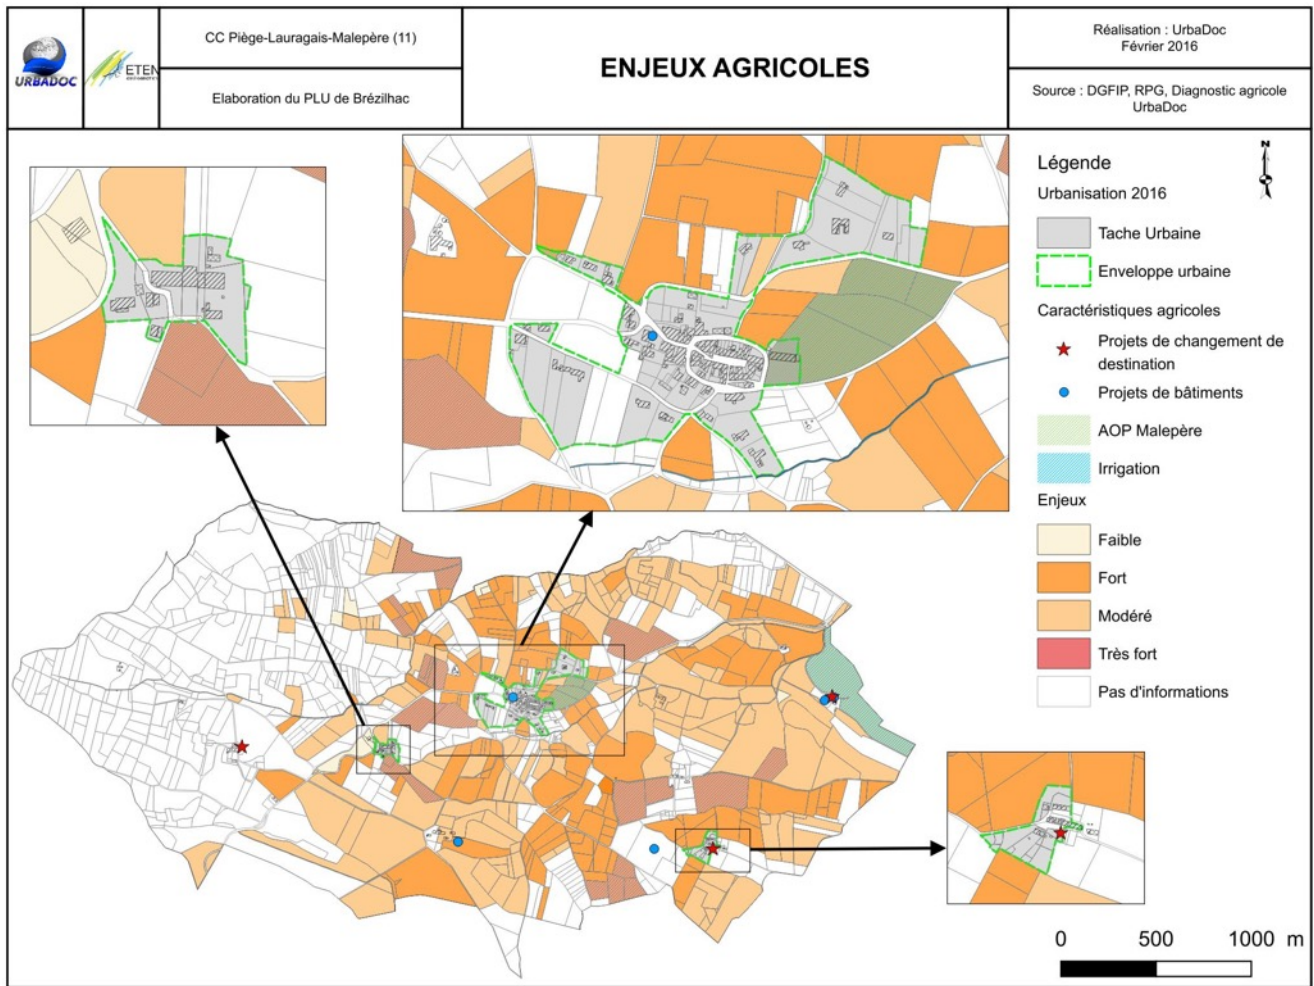 URBADOC
ETEN
CC Piège-Lauragais-Malepère (11)
Elaboration du PLU de Brézilhac
ENJEUX AGRICOLES
Réalisation : UrbaDoc
Février 2016
Source : DGFIP, RPG, Diagnostic agricole
UrbaDoc
N
Légende
Urbanisation 2016
Tache Urbaine
Enveloppe urbaine
Caractéristiques agricoles
Projets de changement de
destination
Projets de bâtiments
AOP Malepère
Irrigation
Enjeux
Faible
Fort
Modéré
Très fort
Pas d'informations
0 500 1000 m